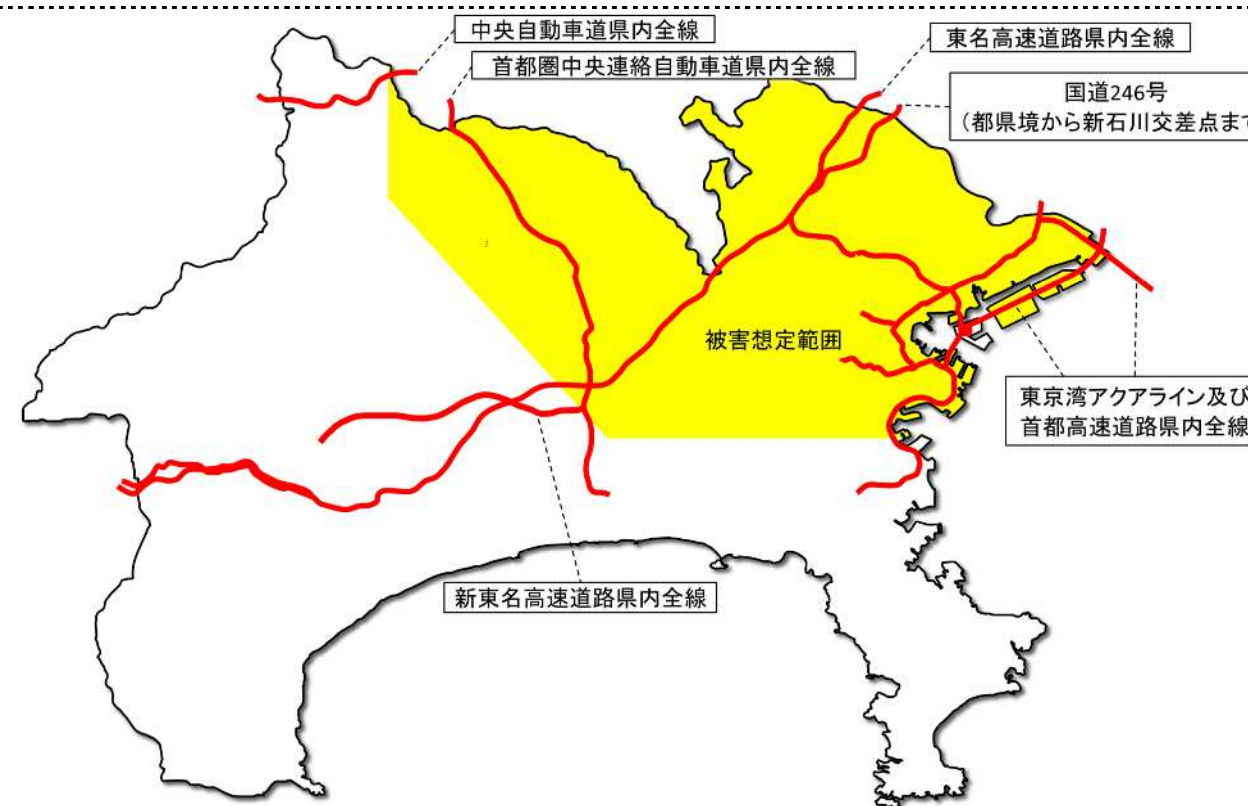 中央自動車道県内全線
首都圏中央連絡自動車道県内全線
東名高速道路県内全線
国道246号
(都県境から新石川交差点まで
被害想定範囲
東京湾アクアライン及び
首都高速道路県内全線
新東名高速道路県内全線